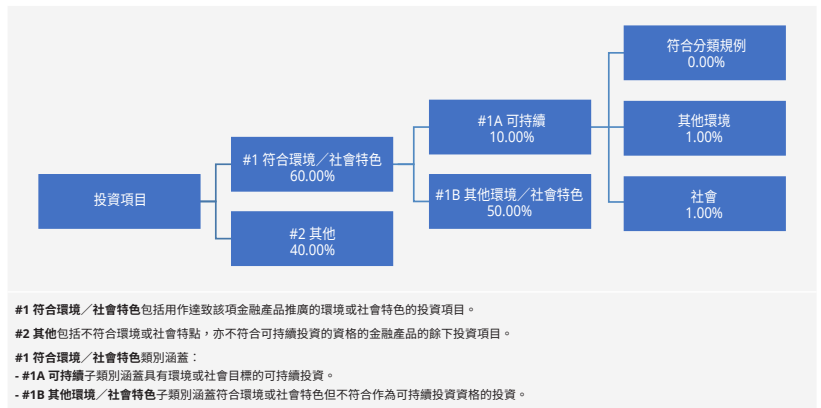 投資項目
#1 符合環境／社會特色
60.00%
#2 其他
40.00%
#1A 可持續
10.00%
#1B 其他環境／社會特色
50.00%
符合分類規例
0.00%
其他環境
1.00%
社會
1.00%
#1 符合環境／社會特色包括用作達致該項金融產品推廣的環境或社會特色的投資項目。
#2 其他包括不符合環境或社會特點，亦不符合可持續投資的資格的金融產品的餘下投資項目。
#1 符合環境／社會特色類別涵蓋：
- #1A 可持續子類別涵蓋具有環境或社會目標的可持續投資。
- #1B 其他環境／社會特色子類別涵蓋符合環境或社會特色但不符合作為可持續投資資格的投資。